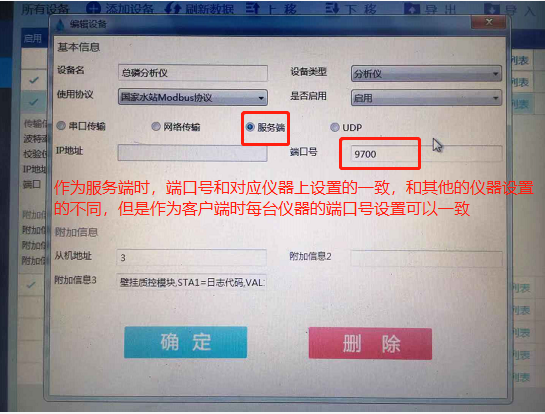 所有设备 添加设备 刷新数据 上 移 下 移 导 出 导 入
启用
编辑设备
基本信息
设备名 总磷分析仪 设备类型 分析仪
使用协议 国家水站Modbus协议 是否启用 启用
串口传输 网络传输 服务端 UDP
IP地址 端口号 9700
作为服务端时，端口号和对应仪器上设置的一致，和其他的仪器设置
的不同，但是作为客户端时每台仪器的端口号设置可以一致
附加信息
从机地址 3 附加信息2
附加信息3 壁挂质控模块,STA1=日志代码,VAL
确 定 删 除
传输
波特率
校验位
IP地址
端口
附加
附加
附加
列表
列表
列表
列表
列表
列表
列表